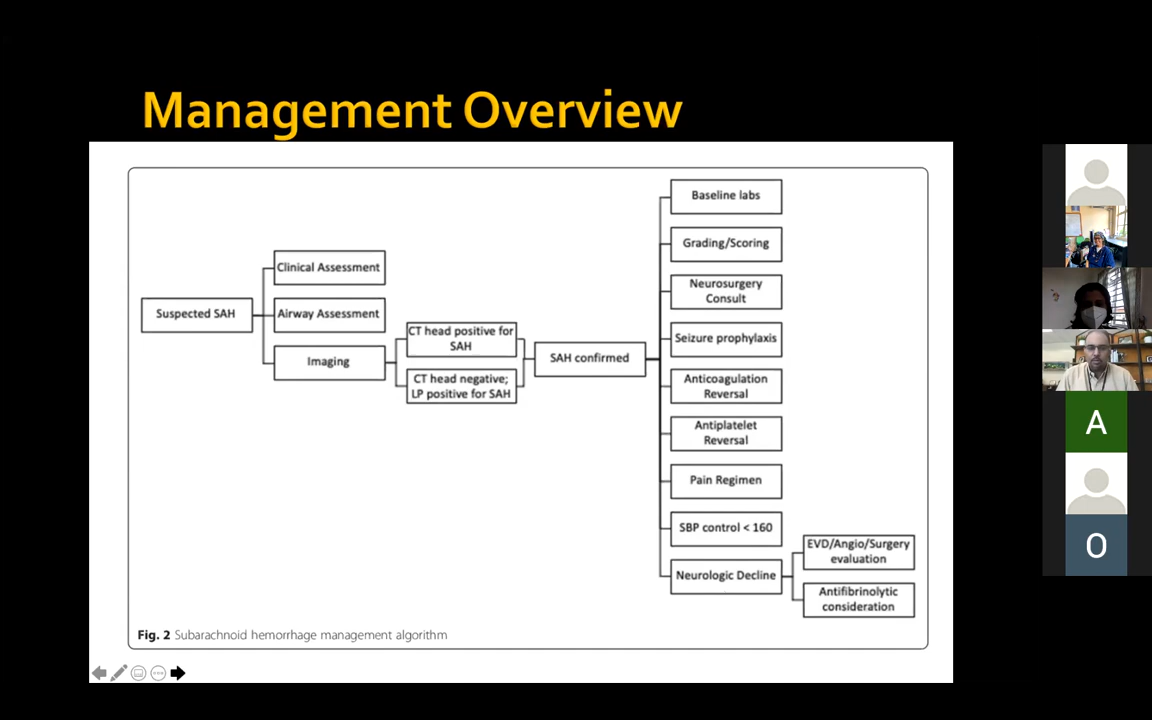 Management Overview
Suspected SAH
Clinical Assessment
Airway Assessment
Imaging
CT head positive for
SAH
CT head negative;
LP positive for SAH
SAH confirmed
Baseline labs
Grading/Scoring
Neurosurgery
Consult
Seizure prophylaxis
Anticoagulation
Reversal
Antiplatelet
Reversal
Pain Regimen
SBP control < 160
Neurologic Decline
EVD/Angio/Surgery
evaluation
Antifibrinolytic
consideration
Fig. 2 Subarachnoid hemorrhage management algorithm
A
O